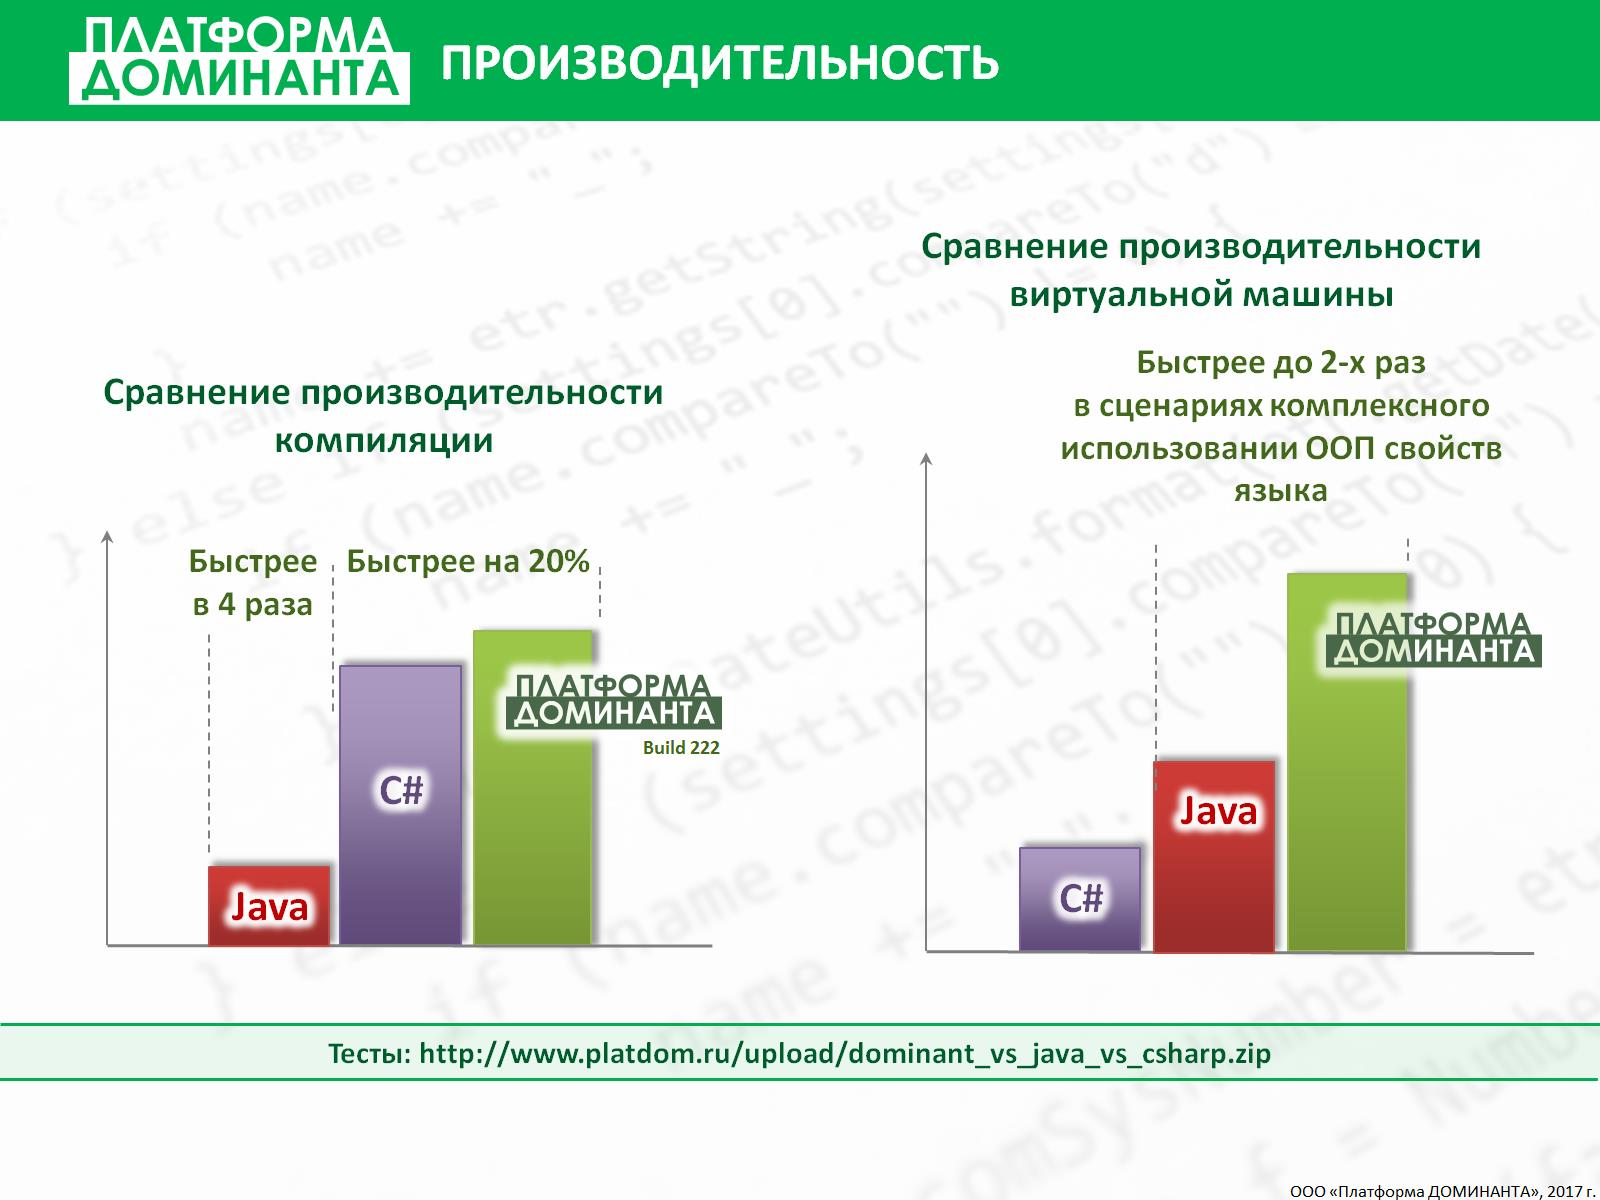 ПЛАТФОРМА
ДОМИНАНТА
ПРОИЗВОДИТЕЛЬНОСТЬ
Сравнение производительности
компиляции
Быстрее
в 4 раза
Быстрее на 20%
Java
C#
ПЛАТФОРМА
ДОМИНАНТА
Build 222
Сравнение производительности
виртуальной машины
Быстрее до 2-х раз
в сценариях комплексного
использовании ООП свойств
языка
C#
Java
ПЛАТФОРМА
ДОМИНАНТА
Тесты: http://www.platdom.ru/upload/dominant_vs_java_vs_csharp.zip
ООО «Платформа ДОМИНАНТА», 2017 г.